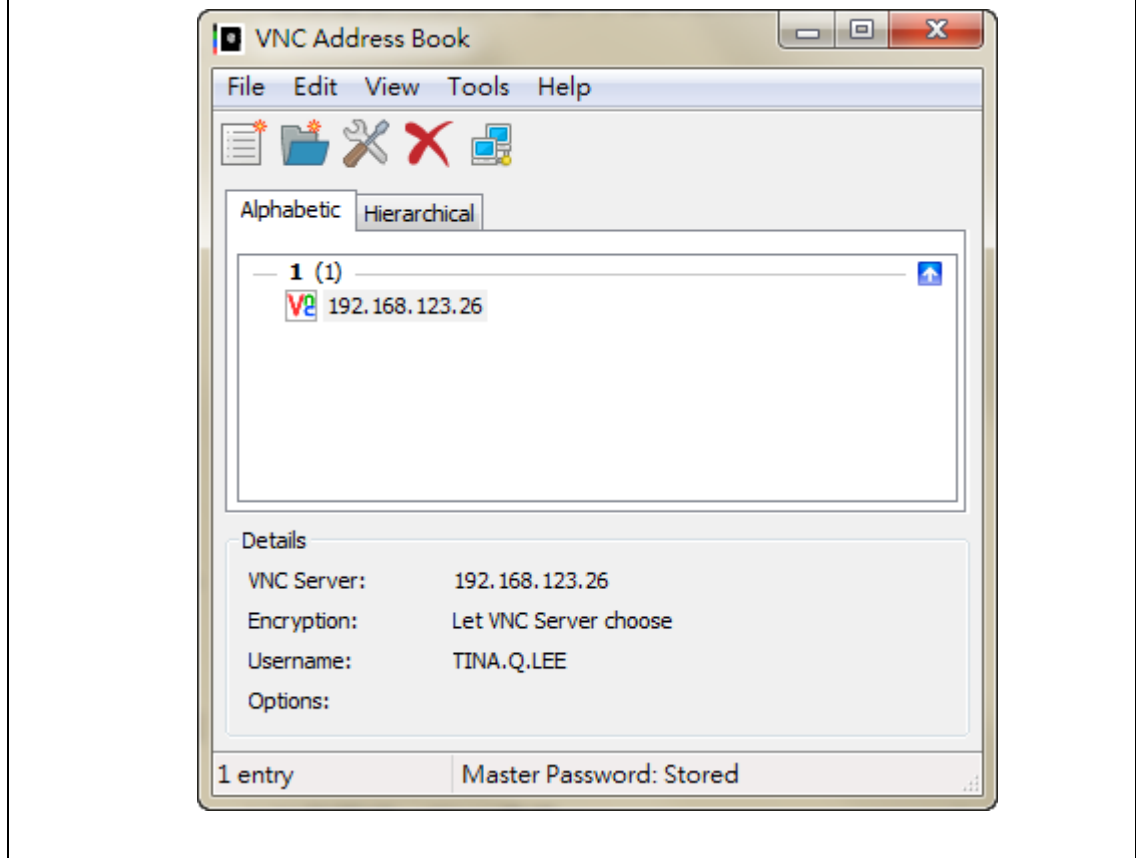 VNC Address Book
File Edit View Tools Help
Alphabetic Hierarchical
1 (1)
192.168.123.26
Details
VNC Server: 192.168.123.26
Encryption: Let VNC Server choose
Username: TINA.Q.LEE
Options:
1 entry Master Password: Stored